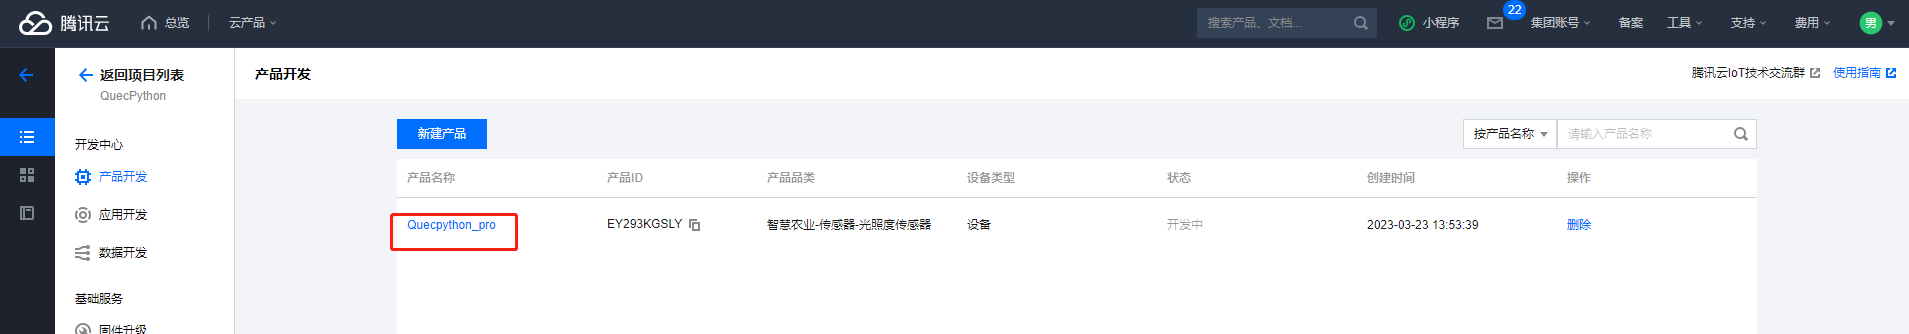 腾讯云 总览 云产品 搜索产品、文档... 小程序 22 集团账号 备案 工具 支持 费用 男
返回项目列表
QuecPython
产品开发 腾讯云IoT技术交流群 使用指南
开发中心
产品开发
应用开发
数据开发
基础服务
固件升级
新建产品 按产品名称 请输入产品名称
产品名称 产品ID 产品品类 设备类型 状态 创建时间 操作
Quecpython_pro EY293KGSLY 智慧农业-传感器-光照度传感器 设备 开发中 2023-03-23 13:53:39 删除